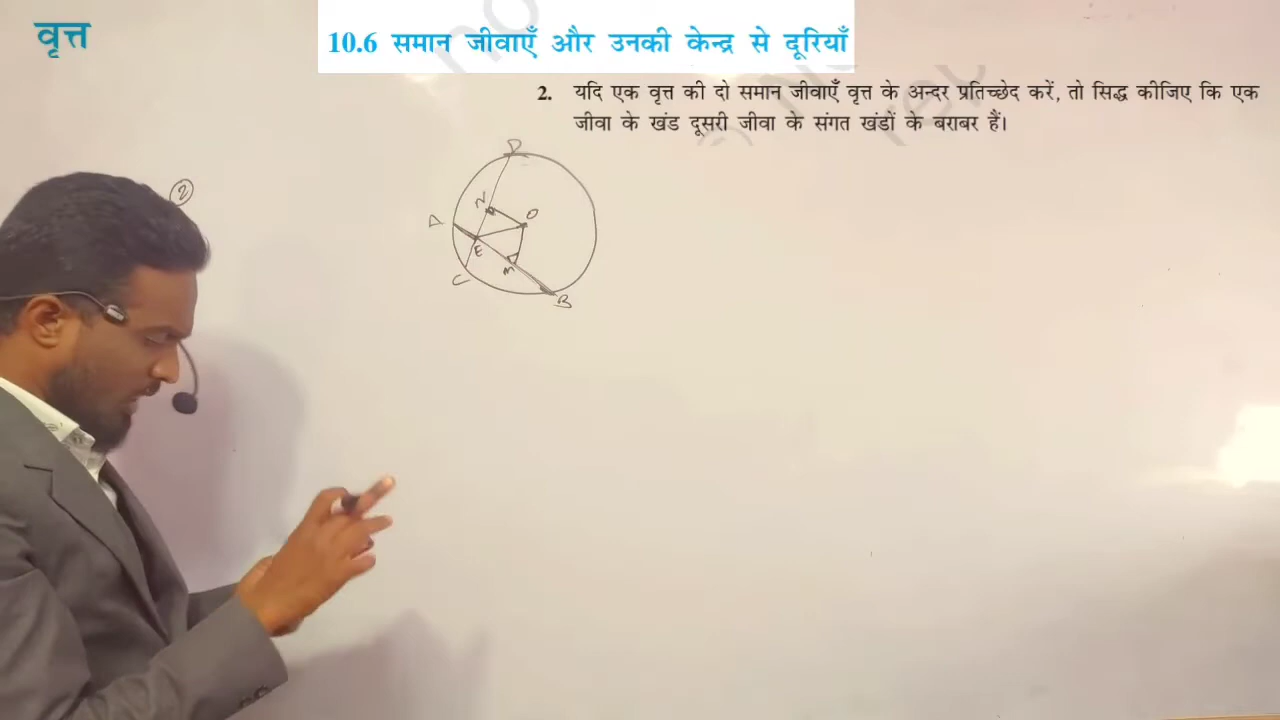 वृत्त
10.6 समान जीवाएँ और उनकी केन्द्र से दूरियाँ
2. यदि एक वृत्त की दो समान जीवाएँ वृत्त के अन्दर प्रतिच्छेद करें, तो सिद्ध कीजिए कि एक
जीवा के खंड दूसरी जीवा के संगत खंडों के बराबर हैं।
2
D
N
O
A
E
M
C
B